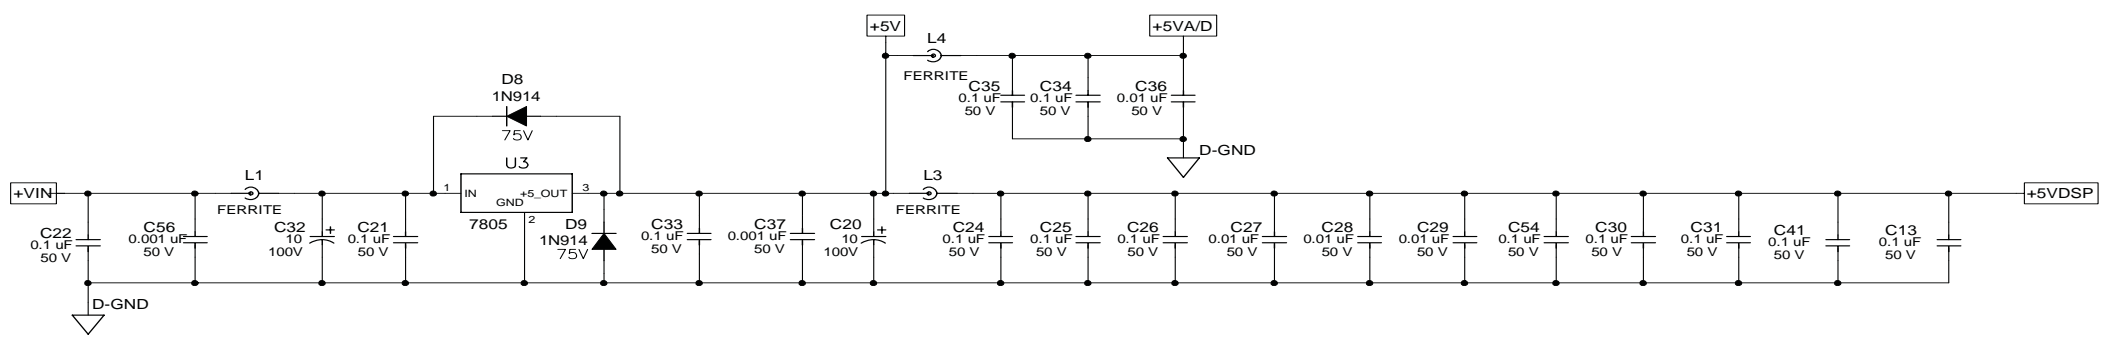 +5V
+5VA/D
L4
FERRITE
C35
0.1 uF
50 V
C34
0.1 uF
50 V
C36
0.01 uF
50 V
D-GND
D8
1N914
75V
U3
1
IN
+5_OUT
3
GND
2
7805
+VIN
L1
FERRITE
L3
FERRITE
+5VDSP
C22
0.1 uF
50 V
C56
0.001 uF
50 V
C32
10
100V
+
C21
0.1 uF
50 V
D9
1N914
75V
C33
0.1 uF
50 V
C37
0.001 uF
50 V
C20
10
100V
+
C24
0.1 uF
50 V
C25
0.1 uF
50 V
C26
0.1 uF
50 V
C27
0.01 uF
50 V
C28
0.01 uF
50 V
C29
0.01 uF
50 V
C54
0.1 uF
50 V
C30
0.1 uF
50 V
C31
0.1 uF
50 V
C41
0.1 uF
50 V
C13
0.1 uF
50 V
D-GND